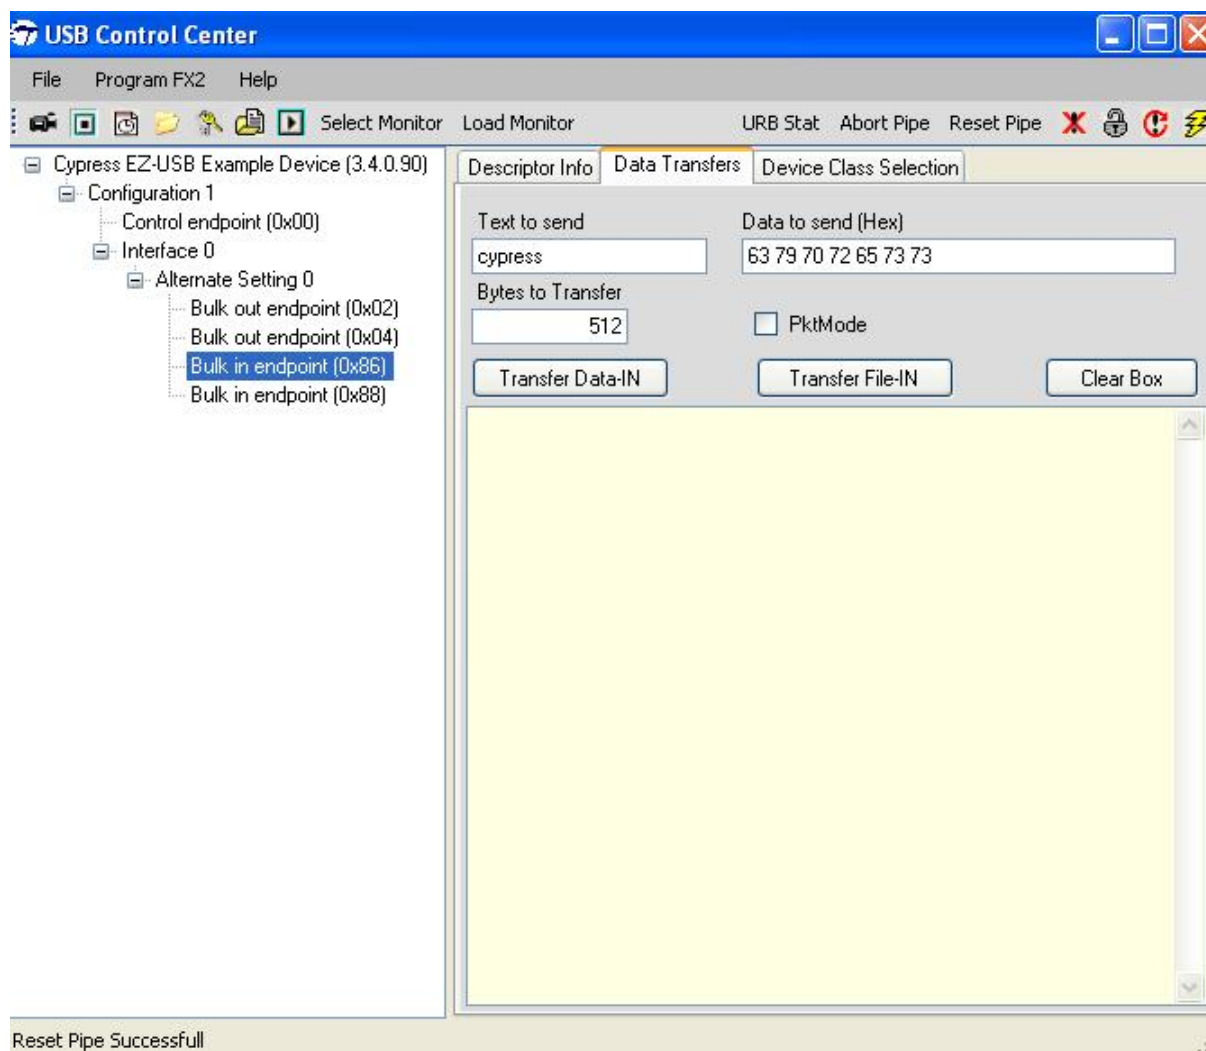 USB Control Center
File Program FX2 Help
Select Monitor Load Monitor URB Stat Abort Pipe Reset Pipe
Cypress EZ-USB Example Device (3.4.0.90)
Configuration 1
Control endpoint (0x00)
Interface 0
Alternate Setting 0
Bulk out endpoint (0x02)
Bulk out endpoint (0x04)
Bulk in endpoint (0x86)
Bulk in endpoint (0x88)
Descriptor Info Data Transfers Device Class Selection
Text to send Data to send (Hex)
cypress 63 79 70 72 65 73 73
Bytes to Transfer
512 PktMode
Transfer Data-IN Transfer File-IN Clear Box
Reset Pipe Successfull